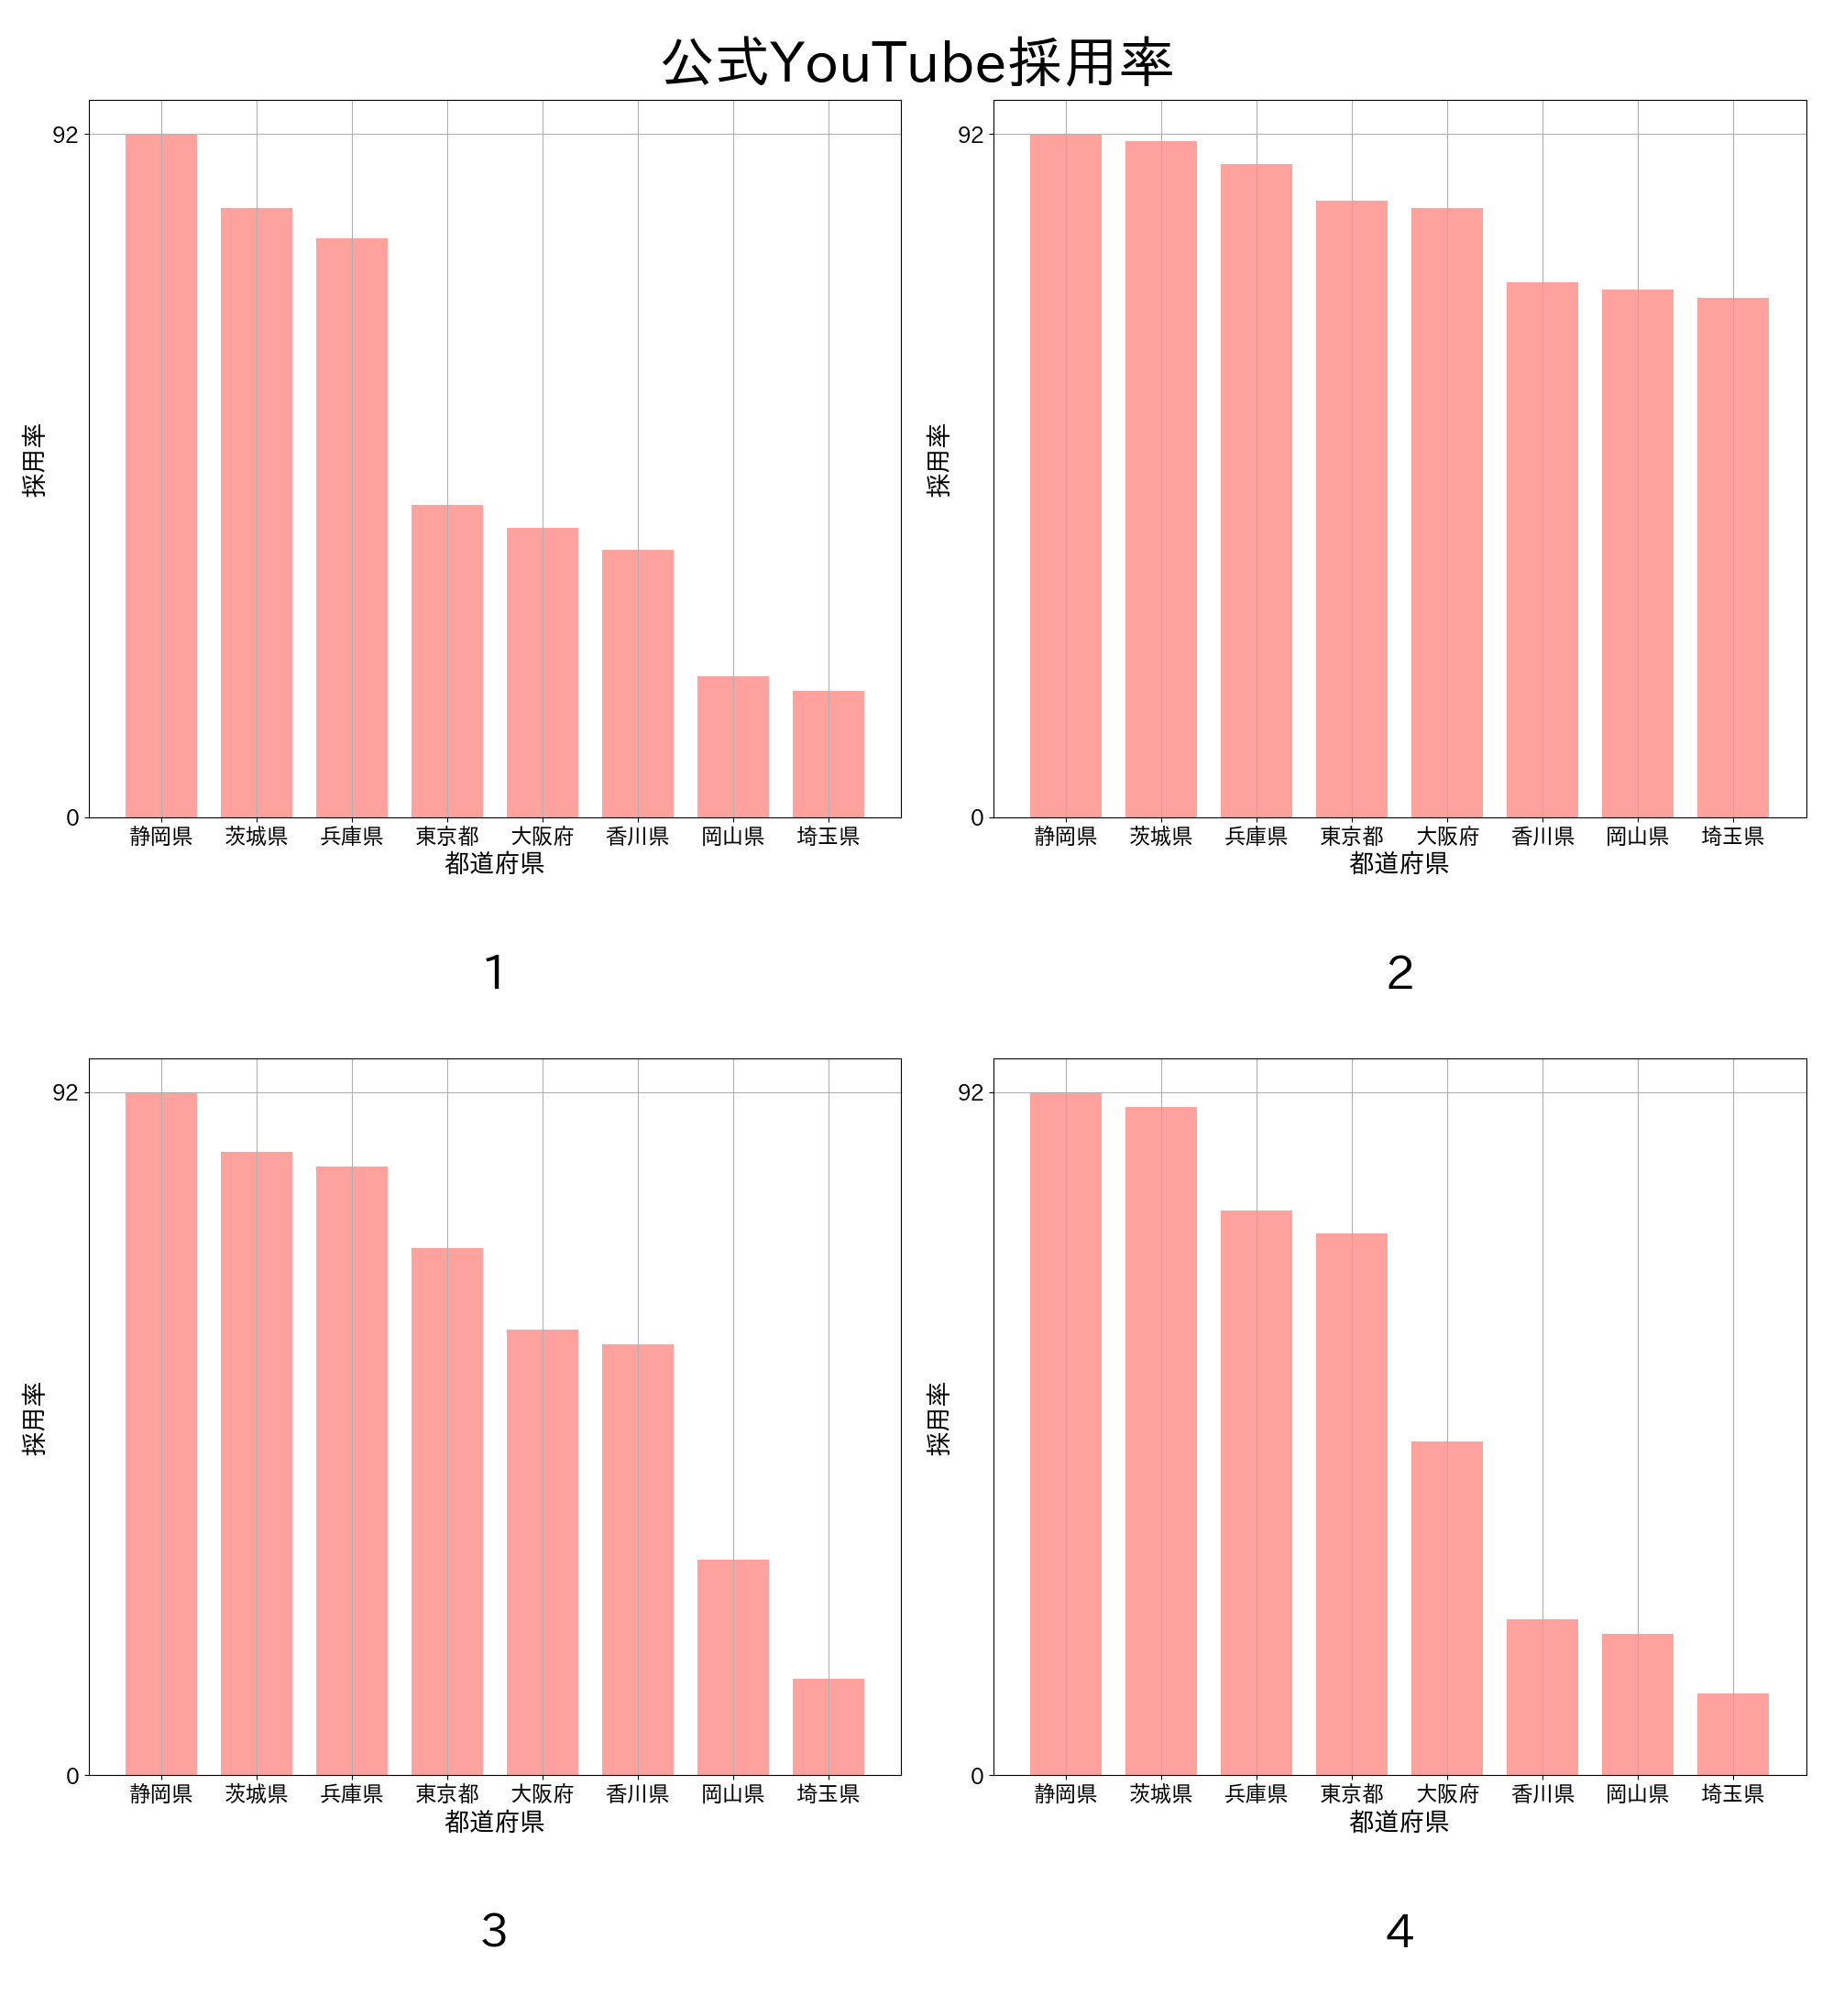 公式YouTube採用率
92
0
採用率
静岡県 茨城県 兵庫県 東京都 大阪府 香川県 岡山県 埼玉県
都道府県
1
92
0
採用率
静岡県 茨城県 兵庫県 東京都 大阪府 香川県 岡山県 埼玉県
都道府県
2
92
0
採用率
静岡県 茨城県 兵庫県 東京都 大阪府 香川県 岡山県 埼玉県
都道府県
3
92
0
採用率
静岡県 茨城県 兵庫県 東京都 大阪府 香川県 岡山県 埼玉県
都道府県
4